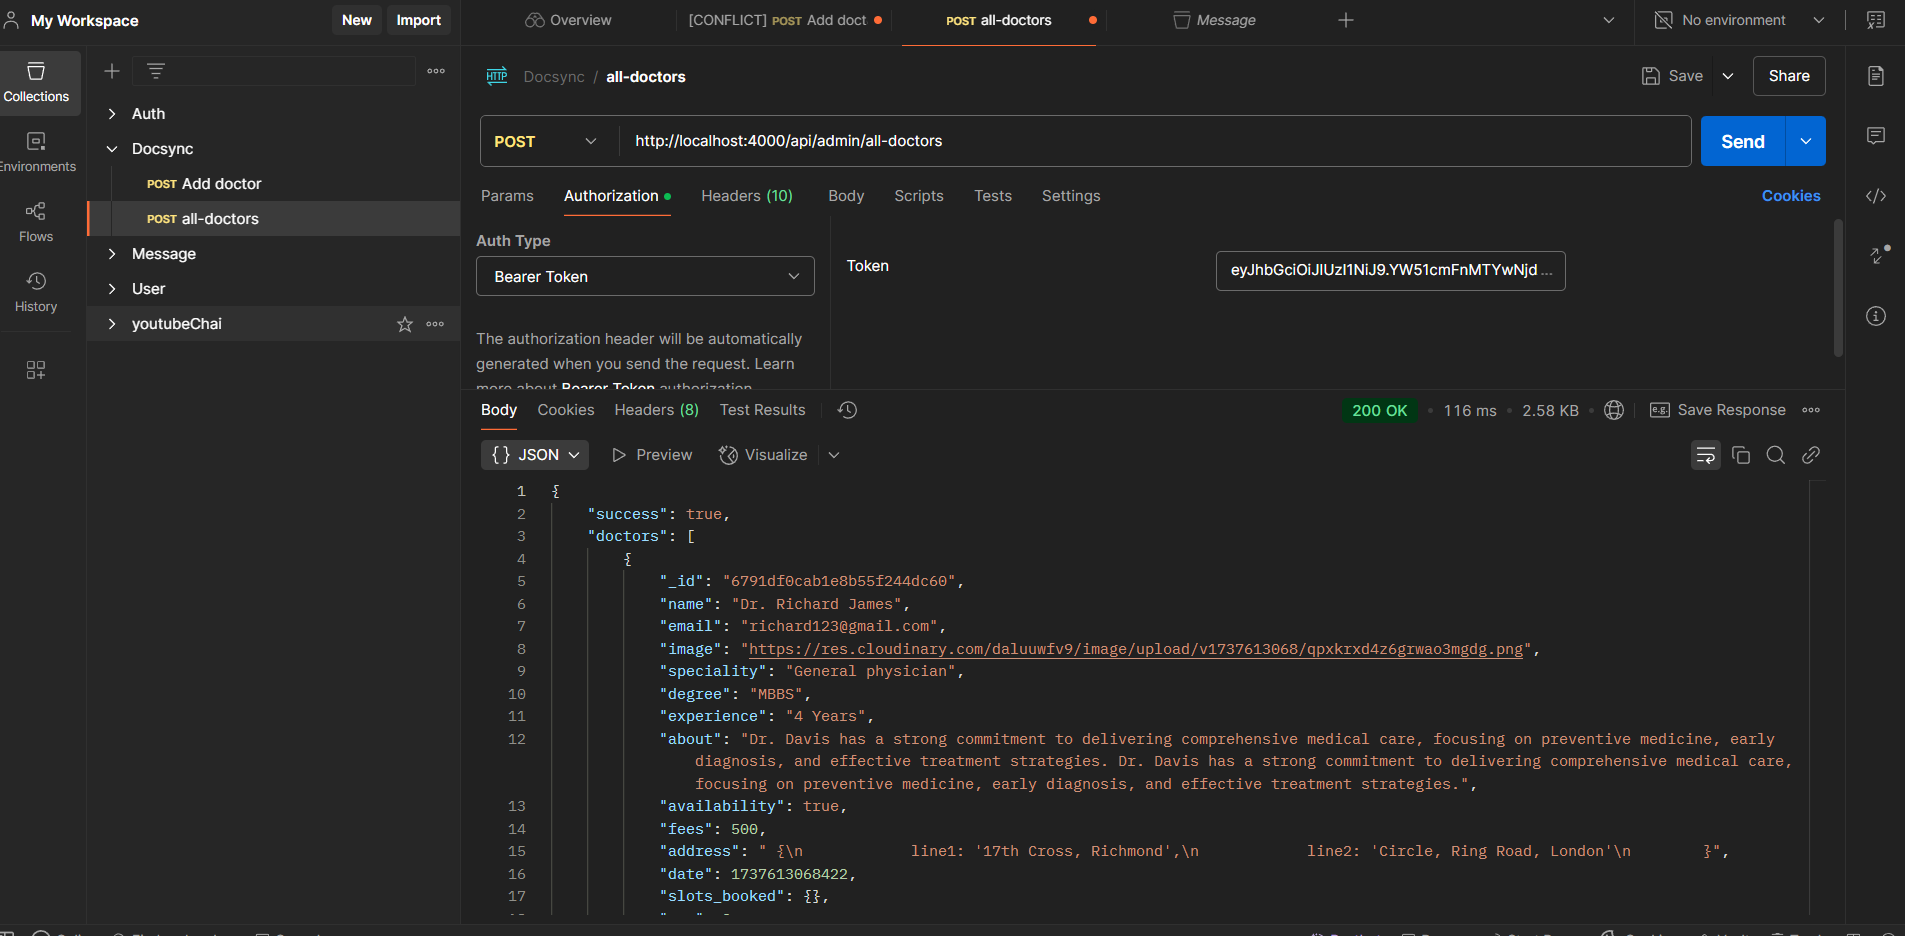 My Workspace
New
Import
Overview
[CONFLICT] POST Add doct
POST all-doctors
Message
No environment
Collections
Environments
Flows
History
Auth
Docsync
POST Add doctor
POST all-doctors
Message
User
youtubeChai
HTTP Docsync / all-doctors
Save
Share
POST
http://localhost:4000/api/admin/all-doctors
Send
Params
Authorization
Headers (10)
Body
Scripts
Tests
Settings
Cookies
Auth Type
Bearer Token
The authorization header will be automatically
generated when you send the request. Learn
more about Bearer Token authorization.
Token
eyJhbGciOiJIUzI1NiJ9.YW51cmFnMTYwNjd ...
Body
Cookies
Headers (8)
Test Results
200 OK
116 ms
2.58 KB
e.g. Save Response
{} JSON
Preview
Visualize
1 {
2 "success": true,
3 "doctors": [
4 {
5 "_id": "6791df0cab1e8b55f244dc60",
6 "name": "Dr. Richard James",
7 "email": "richard123@gmail.com",
8 "image": "https://res.cloudinary.com/daluuwfv9/image/upload/v1737613068/qpxkrxd4z6grwao3mgdg.png",
9 "speciality": "General physician",
10 "degree": "MBBS",
11 "experience": "4 Years",
12 "about": "Dr. Davis has a strong commitment to delivering comprehensive medical care, focusing on preventive medicine, early
diagnosis, and effective treatment strategies. Dr. Davis has a strong commitment to delivering comprehensive medical care,
focusing on preventive medicine, early diagnosis, and effective treatment strategies.",
13 "availability": true,
14 "fees": 500,
15 "address": " {\n line1: '17th Cross, Richmond',\n line2: 'Circle, Ring Road, London'\n }",
16 "date": 1737613068422,
17 "slots_booked": {},